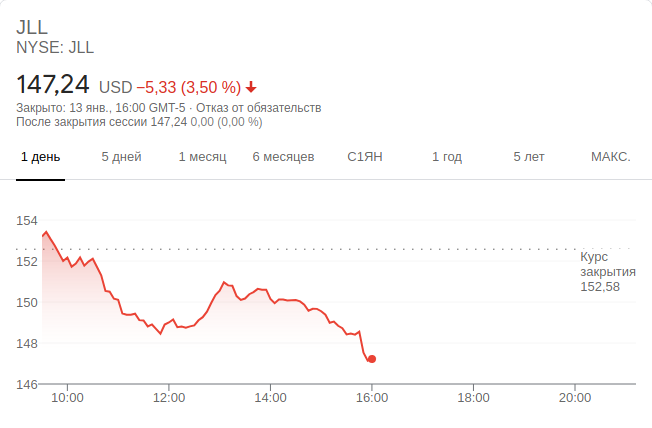 JLL
NYSE: JLL
147,24 USD −5,33 (3,50 %)
Закрыто: 13 янв., 16:00 GMT-5 · Отказ от обязательств
После закрытия сессии 147,24 0,00 (0,00 %)
1 день 5 дней 1 месяц 6 месяцев С1ЯН 1 год 5 лет МАКС.
154
152
150
148
146
Курс
закрытия
152,58
10:00 12:00 14:00 16:00 18:00 20:00